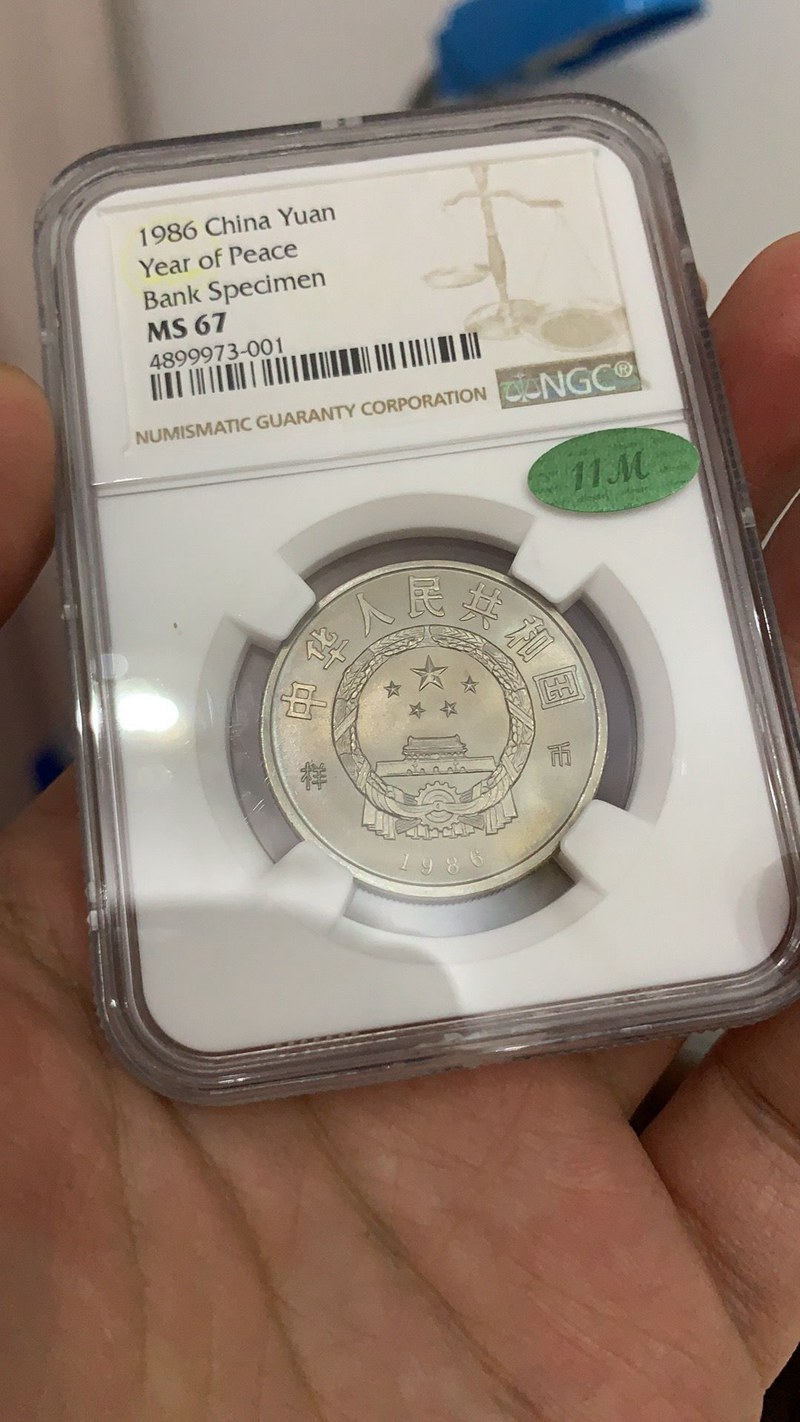 1986 China Yuan
Year of Peace
Bank Specimen
MS 67
4899973-001
NUMISMATIC GUARANTY CORPORATION
NGC®
11M
中华人民共和国
样 币
1986